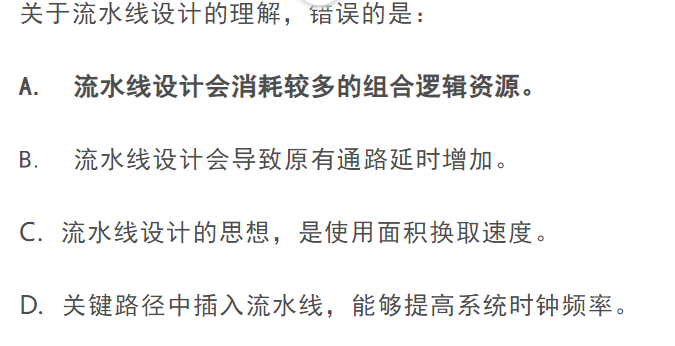 关于流水线设计的理解，错误的是：
A. 流水线设计会消耗较多的组合逻辑资源。
B. 流水线设计会导致原有通路延时增加。
C. 流水线设计的思想，是使用面积换取速度。
D. 关键路径中插入流水线，能够提高系统时钟频率。